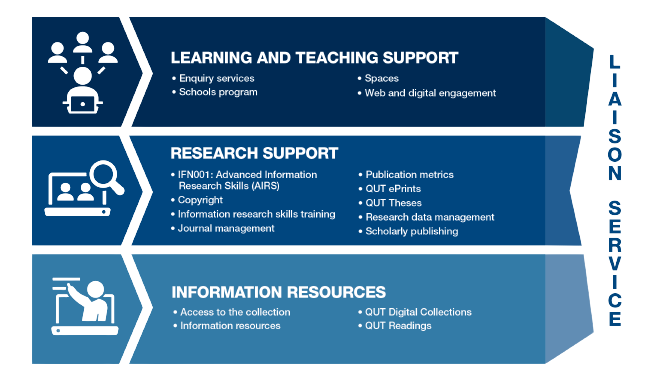 LEARNING AND TEACHING SUPPORT
• Enquiry services
• Schools program
• Spaces
• Web and digital engagement
RESEARCH SUPPORT
• IFN001: Advanced Information
Research Skills (AIRS)
• Copyright
• Information research skills training
• Journal management
• Publication metrics
• QUT ePrints
• QUT Theses
• Research data management
• Scholarly publishing
INFORMATION RESOURCES
• Access to the collection
• Information resources
• QUT Digital Collections
• QUT Readings
LIAISON SERVICE